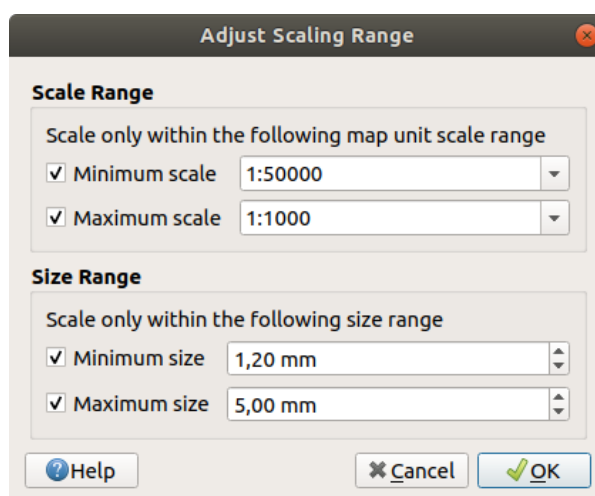 Adjust Scaling Range
Scale Range
Scale only within the following map unit scale range
Minimum scale 1:50000
Maximum scale 1:1000
Size Range
Scale only within the following size range
Minimum size 1,20 mm
Maximum size 5,00 mm
?Help Cancel OK